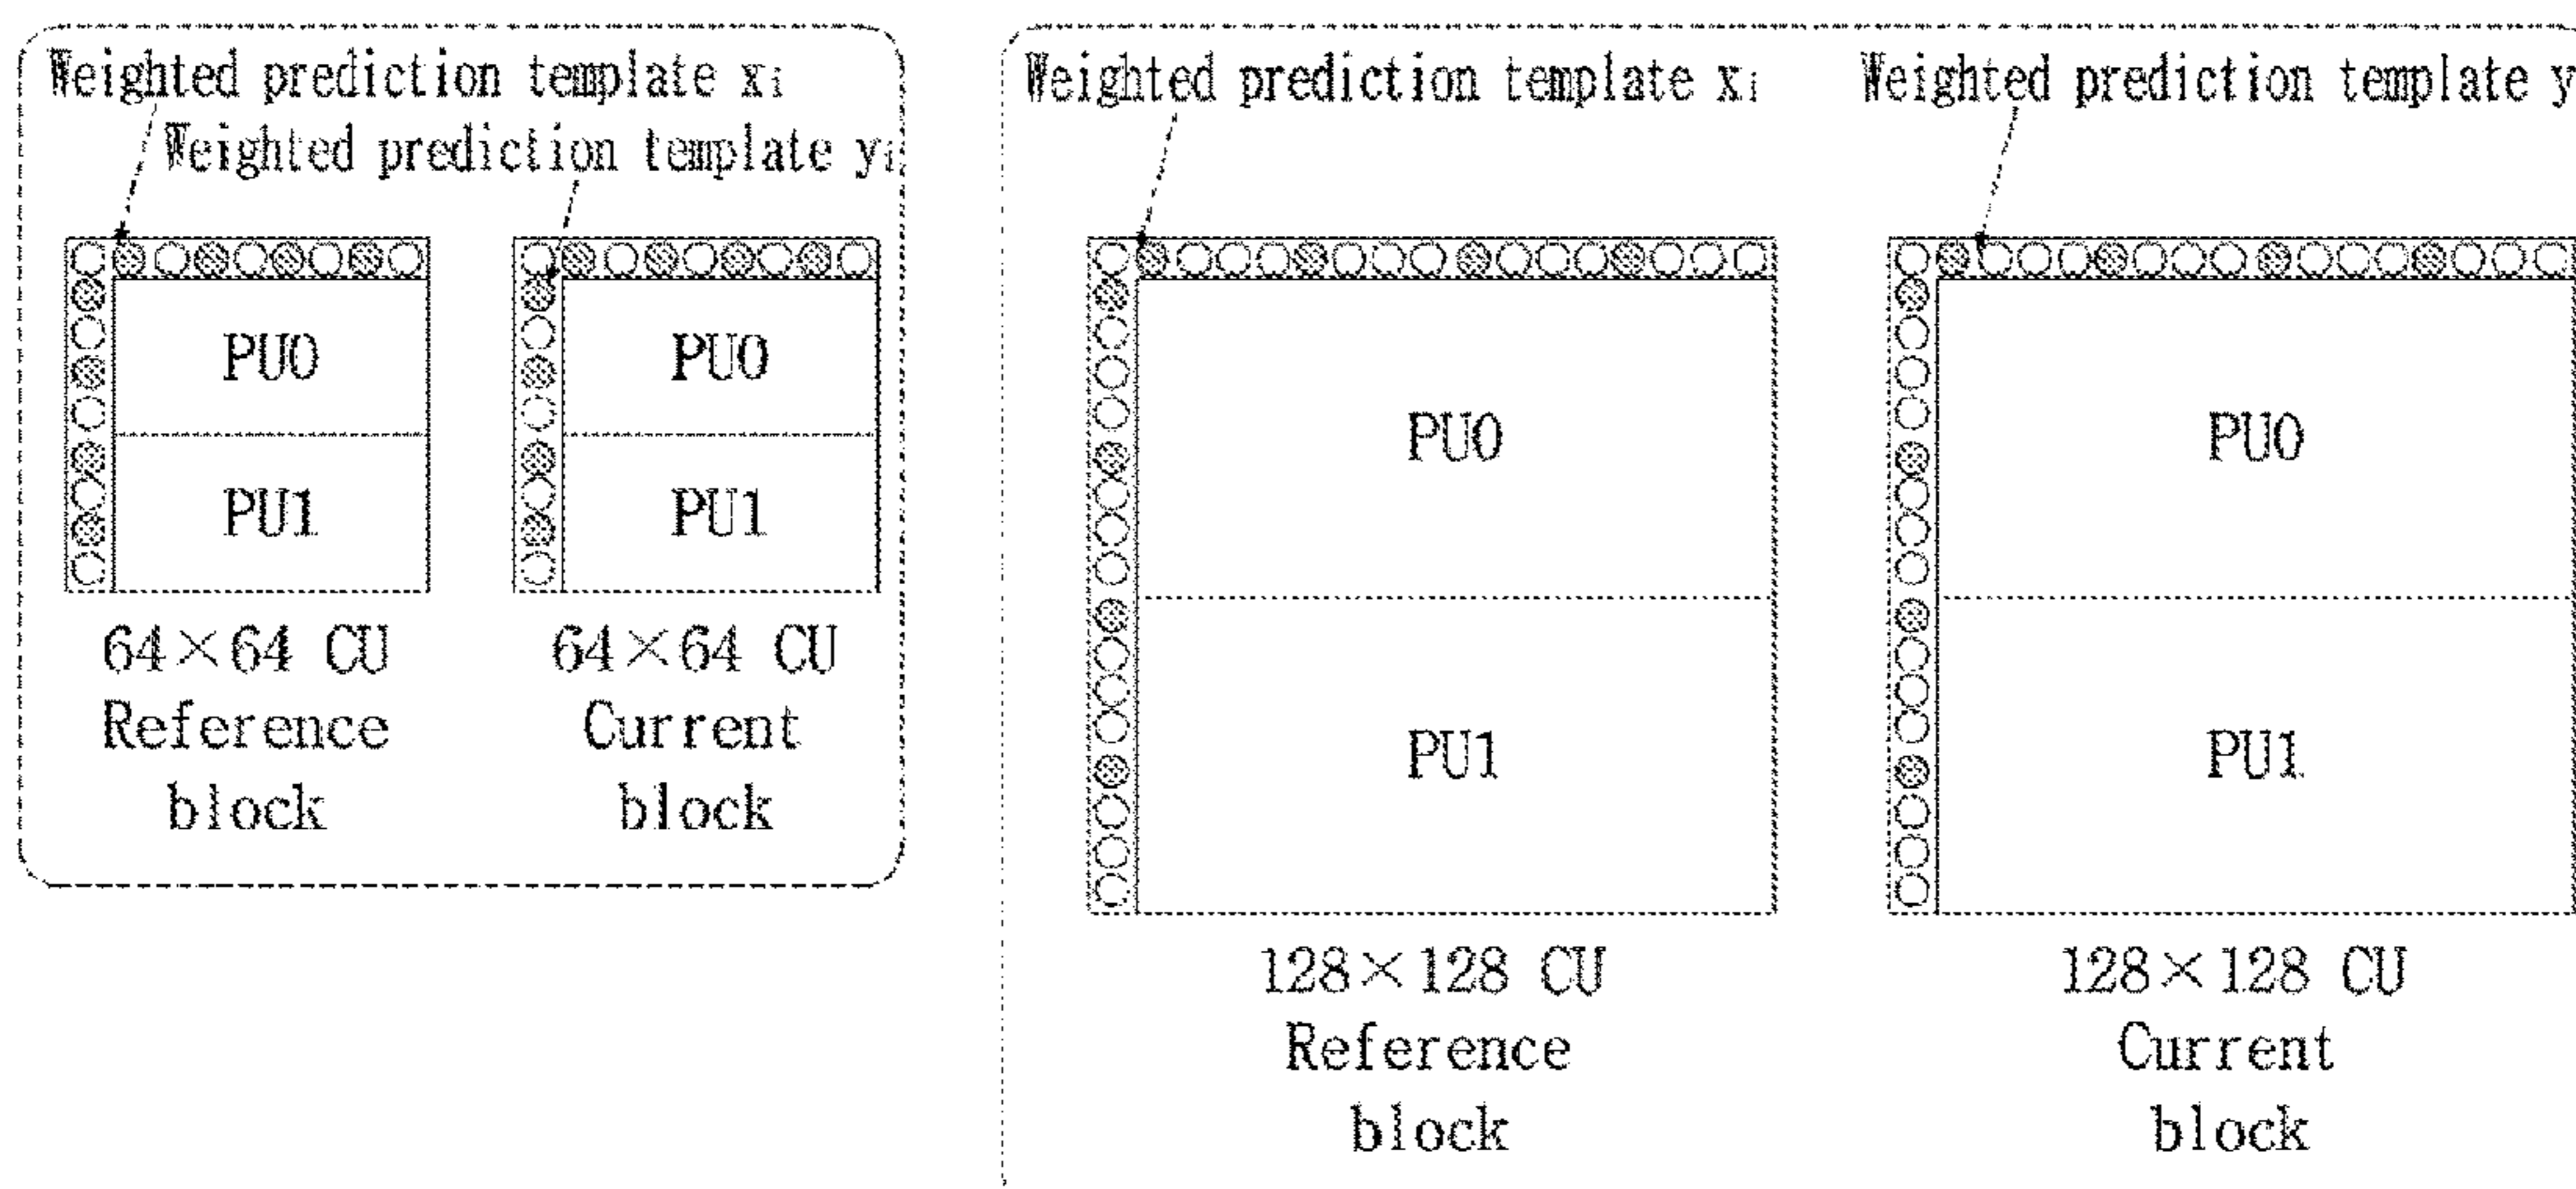 Weighted prediction template xi
Weighted prediction template yi
PU0
PU1
64×64 CU
Reference
block
PU0
PU1
64×64 CU
Current
block
Weighted prediction template xi
PU0
PU1
128×128 CU
Reference
block
Weighted prediction template y
PU0
PU1
128×128 CU
Current
block